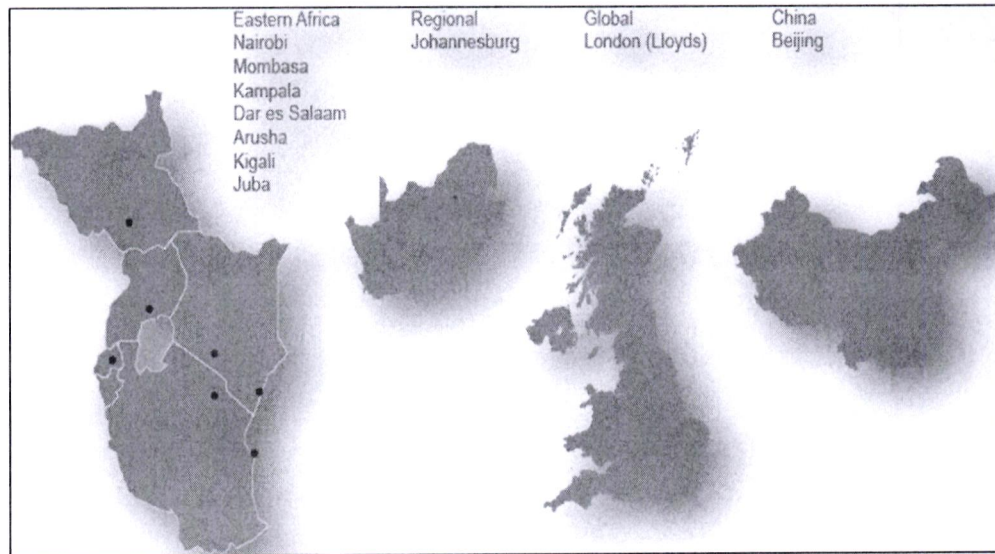 Eastern Africa
Nairobi
Mombasa
Kampala
Dar es Salaam
Arusha
Kigali
Juba
Regional
Johannesburg
Global
London (Lloyds)
China
Beijing